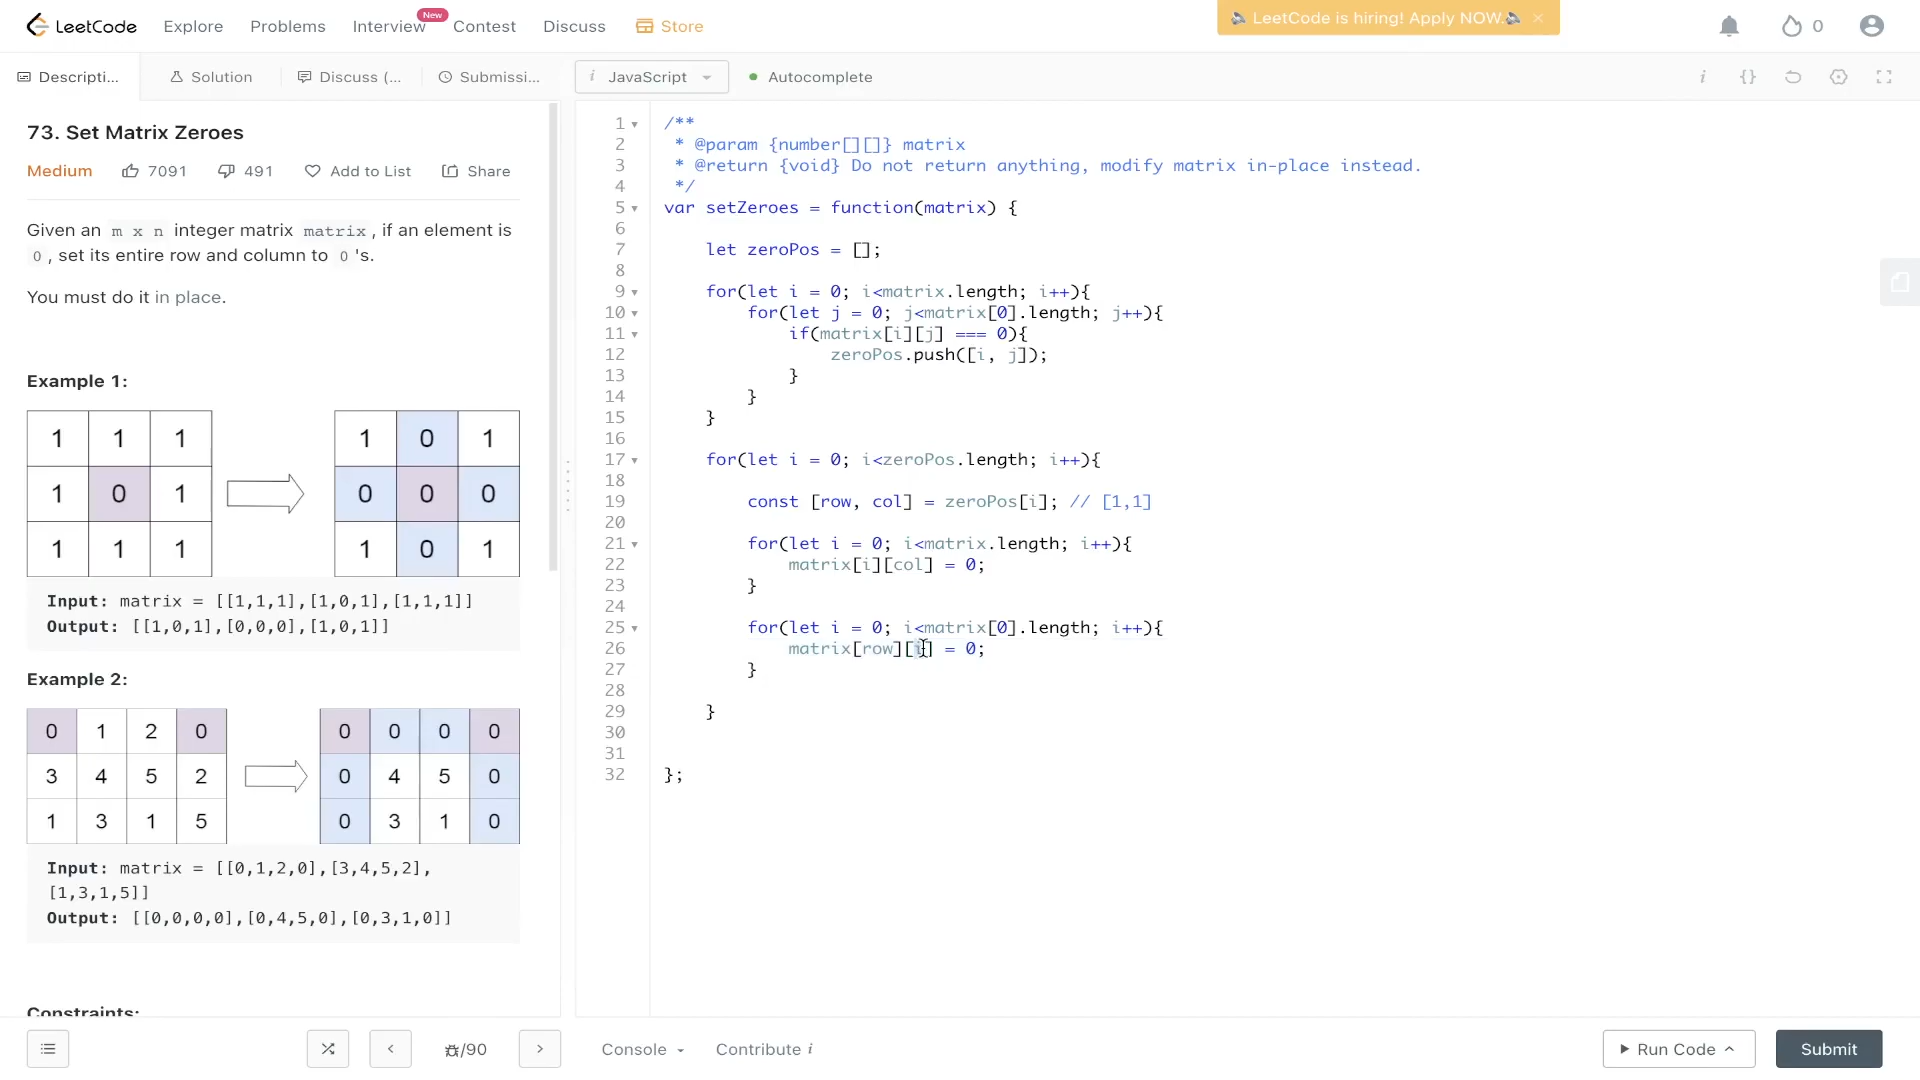 LeetCode Explore Problems Interview New Contest Discuss Store
LeetCode is hiring! Apply NOW. ×
0
Descripti... Solution Discuss (... Submissi...
i JavaScript Autocomplete i {}
73. Set Matrix Zeroes
Medium 7091 491 Add to List Share
Given an m x n integer matrix matrix, if an element is
0, set its entire row and column to 0's.
You must do it in place.
Example 1:
1 1 1 1 0 1
1 0 1 0 0 0
1 1 1 1 0 1
Input: matrix = [[1,1,1],[1,0,1],[1,1,1]]
Output: [[1,0,1],[0,0,0],[1,0,1]]
Example 2:
0 1 2 0 0 0 0 0
3 4 5 2 0 4 5 0
1 3 1 5 0 3 1 0
Input: matrix = [[0,1,2,0],[3,4,5,2],
[1,3,1,5]]
Output: [[0,0,0,0],[0,4,5,0],[0,3,1,0]]
Constraints:
1 /**
2 * @param {number[][]} matrix
3 * @return {void} Do not return anything, modify matrix in-place instead.
4 */
5 var setZeroes = function(matrix) {
6
7 let zeroPos = [];
8
9 for(let i = 0; i<matrix.length; i++){
10 for(let j = 0; j<matrix[0].length; j++){
11 if(matrix[i][j] === 0){
12 zeroPos.push([i, j]);
13 }
14 }
15 }
16
17 for(let i = 0; i<zeroPos.length; i++){
18
19 const [row, col] = zeroPos[i]; // [1,1]
20
21 for(let i = 0; i<matrix.length; i++){
22 matrix[i][col] = 0;
23 }
24
25 for(let i = 0; i<matrix[0].length; i++){
26 matrix[row][i] = 0;
27 }
28
29 }
30
31
32 };
/90
Console Contribute i Run Code Submit